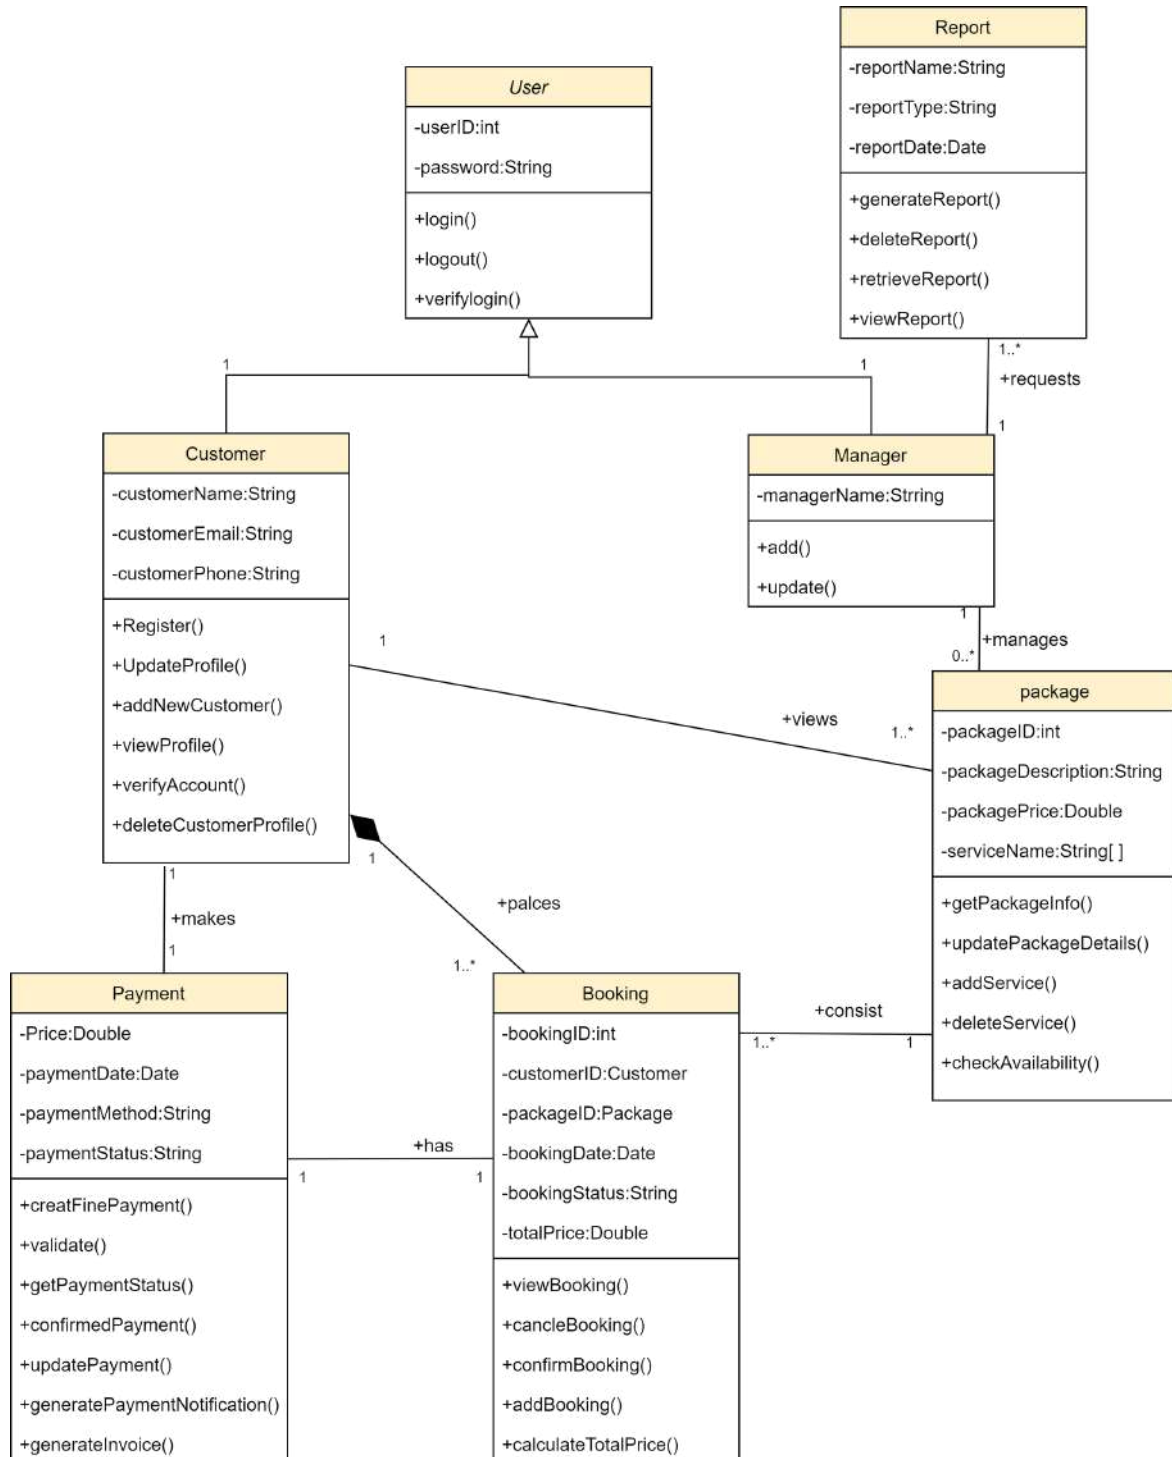 Report
-reportName:String
-reportType:String
-reportDate:Date
+generateReport()
+deleteReport()
+retrieveReport()
+viewReport()
User
-userID:int
-password:String
+login()
+logout()
+verifylogin()
1
1
1..*
+requests
1
Customer
-customerName:String
-customerEmail:String
-customerPhone:String
+Register()
+UpdateProfile()
+addNewCustomer()
+viewProfile()
+verifyAccount()
+deleteCustomerProfile()
Manager
-managerName:Strring
+add()
+update()
1
+manages
0..*
1
+views
1..*
package
-packageID:int
-packageDescription:String
-packagePrice:Double
-serviceName:String[ ]
+getPackageInfo()
+updatePackageDetails()
+addService()
+deleteService()
+checkAvailability()
1
+makes
1
1
+palces
1..*
Payment
-Price:Double
-paymentDate:Date
-paymentMethod:String
-paymentStatus:String
+creatFinePayment()
+validate()
+getPaymentStatus()
+confirmedPayment()
+updatePayment()
+generatePaymentNotification()
+generateInvoice()
+has
1
1
Booking
-bookingID:int
-customerID:Customer
-packageID:Package
-bookingDate:Date
-bookingStatus:String
-totalPrice:Double
+viewBooking()
+cancleBooking()
+confirmBooking()
+addBooking()
+calculateTotalPrice()
+consist
1..*
1